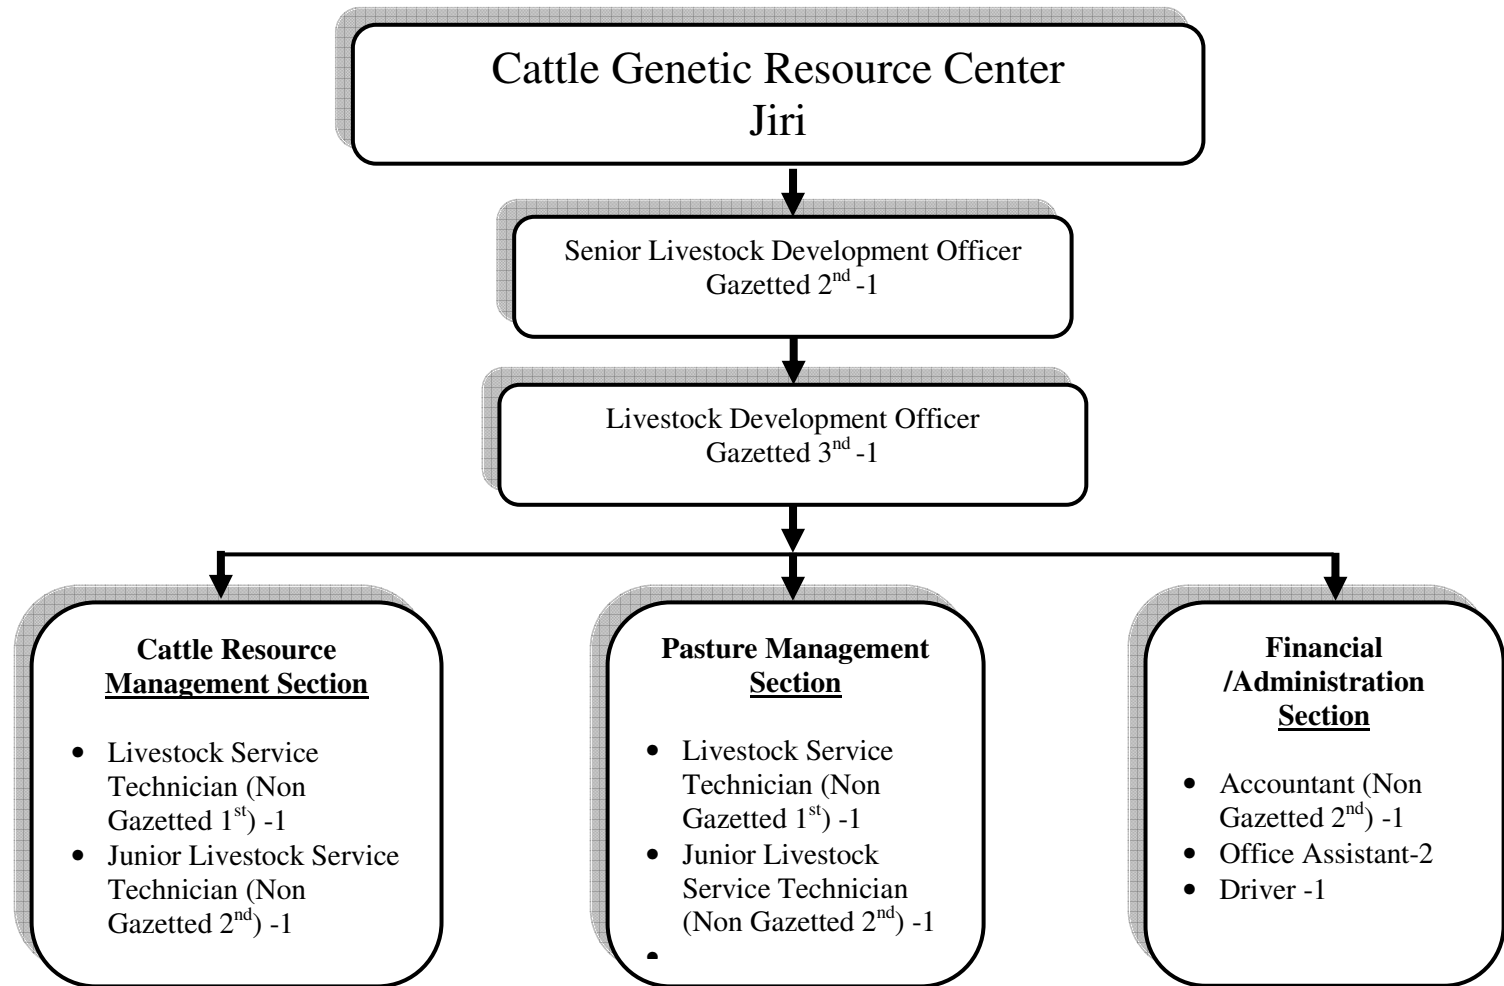 Cattle Genetic Resource Center
Jiri
Senior Livestock Development Officer
Gazetted 2nd -1
Livestock Development Officer
Gazetted 3nd -1
Cattle Resource
Management Section
• Livestock Service
Technician (Non
Gazetted 1st) -1
• Junior Livestock Service
Technician (Non
Gazetted 2nd) -1
Pasture Management
Section
• Livestock Service
Technician (Non
Gazetted 1st) -1
• Junior Livestock
Service Technician
(Non Gazetted 2nd) -1
•
Financial
/Administration
Section
• Accountant (Non
Gazetted 2nd) -1
• Office Assistant-2
• Driver -1